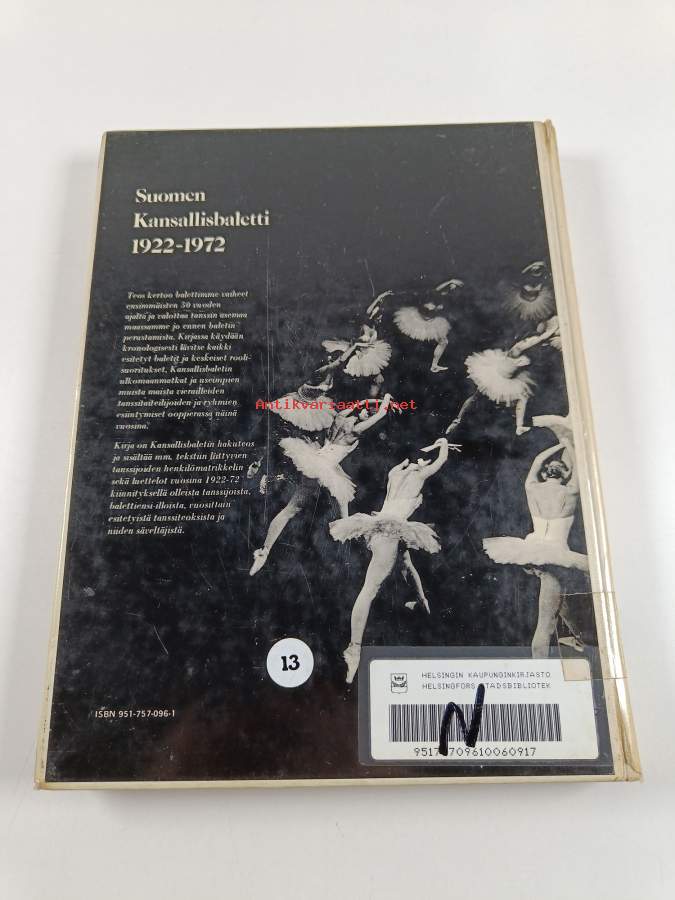 Suomen
Kansallisbaletti
1922-1972
Teos kertoo balettimme vaiheet
ensimmäisten 50 vuoden
ajalta ja valottaa tanssin asemaa
maassamme jo ennen baletin
perustamista. Kirjassa käydään
kronologisesti lävitse kaikki
esitetyt baletit ja keskeiset rooli-
suoritukset, Kansallisbaletin
ulkomaanmatkat ja useimpien
muista maista vierailleiden
tanssitaiteilijoiden ja ryhmien
esiintymiset oopperassa näinä
vuosina.
Antikvariaatti.net
Kirja on Kansallisbaletin hakuteos
ja sisältää mm. tekstiin liittyvien
tanssijoiden henkilömatrikkelin
sekä luettelot vuosina 1922-72
kiinnityksellä olleista tanssijoista,
balettiensi-illoista, vuosittain
esitetyistä tanssiteoksista ja
niiden säveltäjistä.
13
ISBN 951-757-096-1
HELSINGIN KAUPUNGINKIRJASTO
HELSINGFORS STADSBIBLIOTEK
N